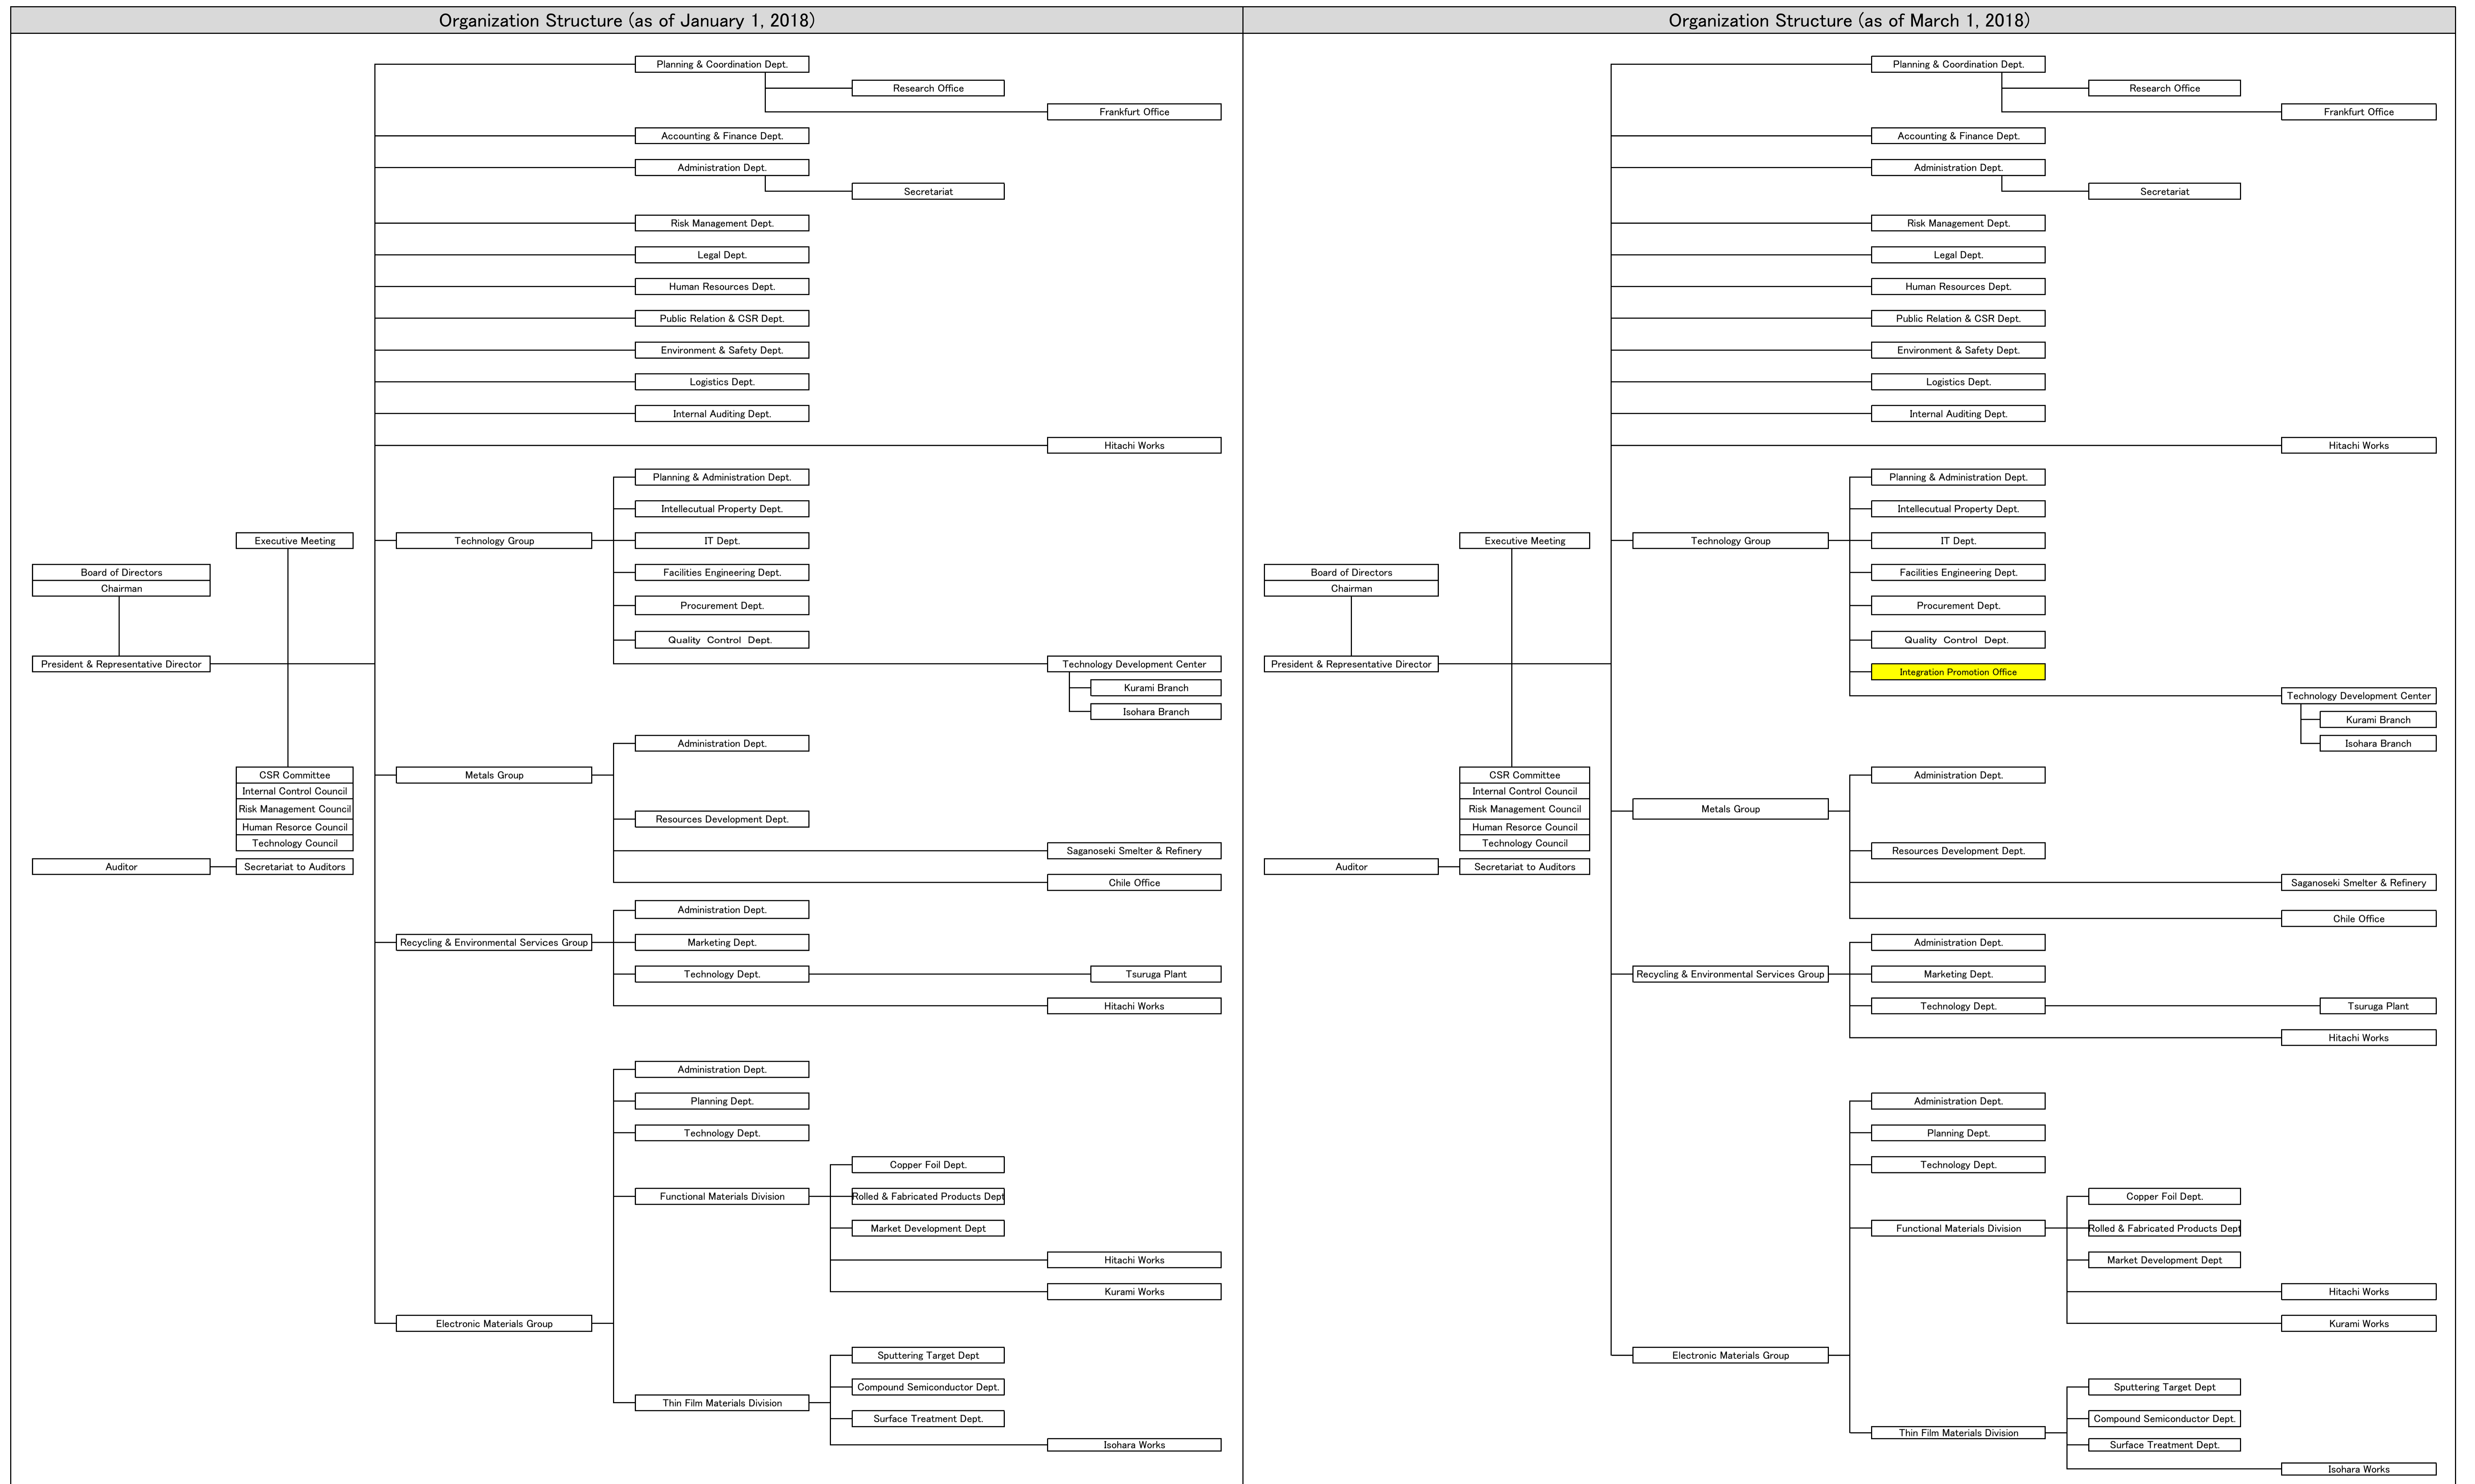 Organization Structure (as of January 1, 2018)
Planning & Coordination Dept.
Research Office
Frankfurt Office
Accounting & Finance Dept.
Administration Dept.
Secretariat
Risk Management Dept.
Legal Dept.
Human Resources Dept.
Public Relation & CSR Dept.
Environment & Safety Dept.
Logistics Dept.
Internal Auditing Dept.
Hitachi Works
Planning & Administration Dept.
Intellecutual Property Dept.
Executive Meeting
Technology Group
IT Dept.
Board of Directors
Facilities Engineering Dept.
Chairman
Procurement Dept.
Quality Control Dept.
President & Representative Director
Technology Development Center
Kurami Branch
Isohara Branch
Administration Dept.
CSR Committee
Metals Group
Internal Control Council
Risk Management Council
Resources Development Dept.
Human Resorce Council
Technology Council
Saganoseki Smelter & Refinery
Auditor
Secretariat to Auditors
Chile Office
Administration Dept.
Recycling & Environmental Services Group
Marketing Dept.
Technology Dept.
Tsuruga Plant
Hitachi Works
Administration Dept.
Planning Dept.
Technology Dept.
Copper Foil Dept.
Functional Materials Division
Rolled & Fabricated Products Dept
Market Development Dept
Hitachi Works
Kurami Works
Electronic Materials Group
Sputtering Target Dept
Compound Semiconductor Dept.
Thin Film Materials Division
Surface Treatment Dept.
Isohara Works
Organization Structure (as of March 1, 2018)
Planning & Coordination Dept.
Research Office
Frankfurt Office
Accounting & Finance Dept.
Administration Dept.
Secretariat
Risk Management Dept.
Legal Dept.
Human Resources Dept.
Public Relation & CSR Dept.
Environment & Safety Dept.
Logistics Dept.
Internal Auditing Dept.
Hitachi Works
Planning & Administration Dept.
Intellecutual Property Dept.
Executive Meeting
Technology Group
IT Dept.
Board of Directors
Facilities Engineering Dept.
Chairman
Procurement Dept.
Quality Control Dept.
President & Representative Director
Integration Promotion Office
Technology Development Center
Kurami Branch
Isohara Branch
CSR Committee
Administration Dept.
Internal Control Council
Risk Management Council
Metals Group
Human Resorce Council
Technology Council
Resources Development Dept.
Auditor
Secretariat to Auditors
Saganoseki Smelter & Refinery
Chile Office
Administration Dept.
Recycling & Environmental Services Group
Marketing Dept.
Technology Dept.
Tsuruga Plant
Hitachi Works
Administration Dept.
Planning Dept.
Technology Dept.
Copper Foil Dept.
Functional Materials Division
Rolled & Fabricated Products Dept
Market Development Dept
Hitachi Works
Kurami Works
Electronic Materials Group
Sputtering Target Dept
Compound Semiconductor Dept.
Thin Film Materials Division
Surface Treatment Dept.
Isohara Works